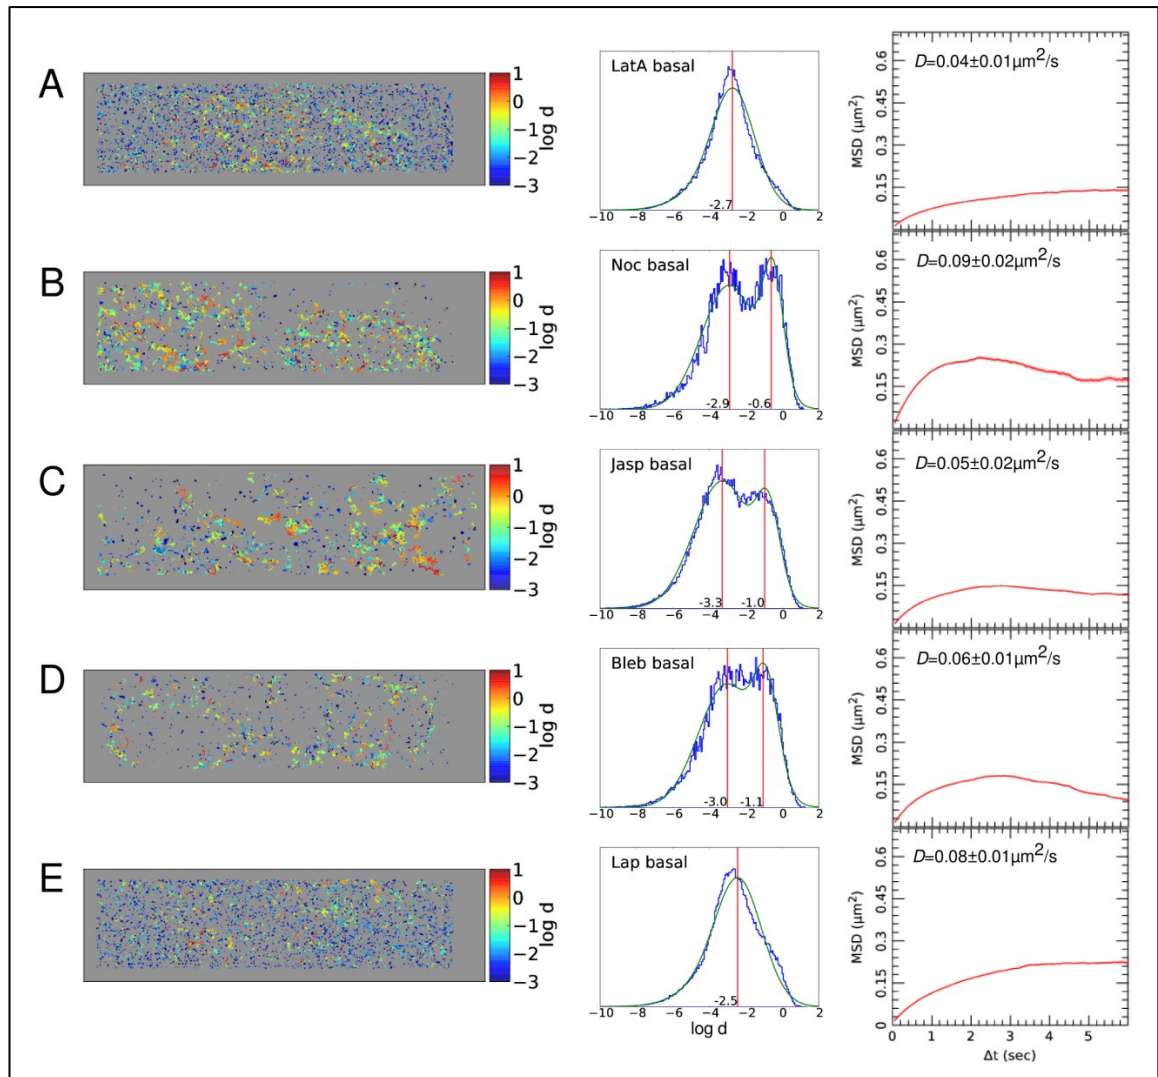 A
1
0
−1
−2
−3
log d
LatA basal
-2.7
−10 −8 −6 −4 −2 0 2
D=0.04±0.01µm²/s
MSD (µm²)
0.6
0.45
0.3
0.15
B
1
0
−1
−2
−3
log d
Noc basal
-2.9 -0.6
−10 −8 −6 −4 −2 0 2
D=0.09±0.02µm²/s
MSD (µm²)
0.6
0.45
0.3
0.15
C
1
0
−1
−2
−3
log d
Jasp basal
-3.3 -1.0
−10 −8 −6 −4 −2 0 2
D=0.05±0.02µm²/s
MSD (µm²)
0.6
0.45
0.3
0.15
D
1
0
−1
−2
−3
log d
Bleb basal
-3.0 -1.1
−10 −8 −6 −4 −2 0 2
D=0.06±0.01µm²/s
MSD (µm²)
0.6
0.45
0.3
0.15
E
1
0
−1
−2
−3
log d
Lap basal
-2.5
−10 −8 −6 −4 −2 0 2
log d
D=0.08±0.01µm²/s
MSD (µm²)
0.6
0.45
0.3
0.15
0
0 1 2 3 4 5
Δt (sec)